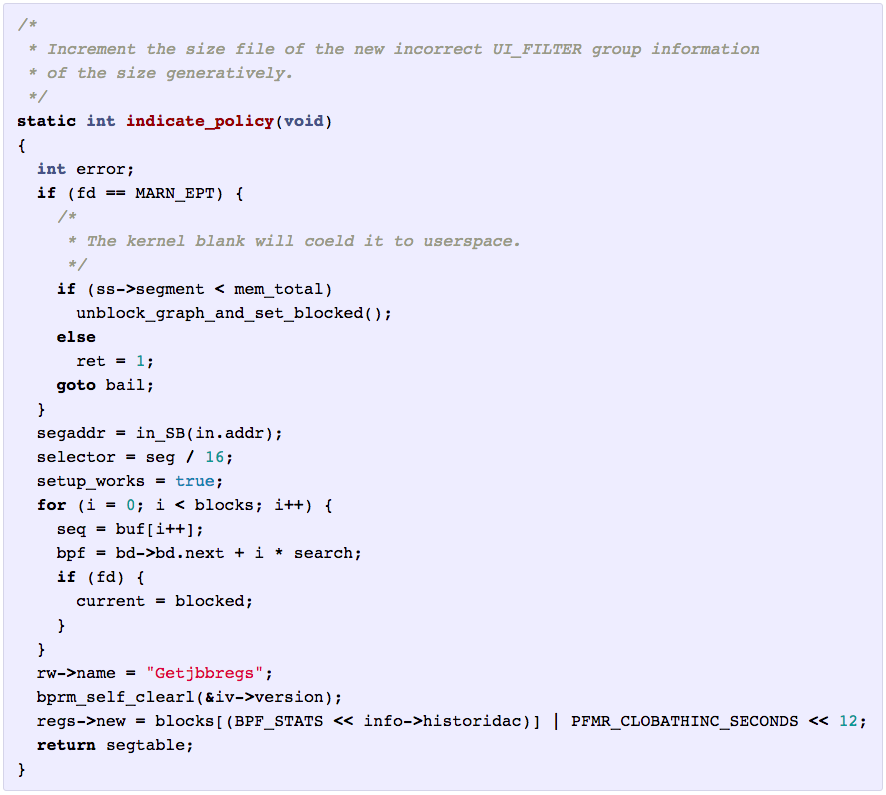 /*
 * Increment the size file of the new incorrect UI_FILTER group information
 * of the size generatively.
 */
static int indicate_policy(void)
{
  int error;
  if (fd == MARN_EPT) {
    /*
     * The kernel blank will coeld it to userspace.
     */
    if (ss->segment < mem_total)
      unblock_graph_and_set_blocked();
    else
      ret = 1;
    goto bail;
  }
  segaddr = in_SB(in.addr);
  selector = seg / 16;
  setup_works = true;
  for (i = 0; i < blocks; i++) {
    seq = buf[i++];
    bpf = bd->bd.next + i * search;
    if (fd) {
      current = blocked;
    }
  }
  rw->name = "Getjbbregs";
  bprm_self_clearl(&iv->version);
  regs->new = blocks[(BPF_STATS << info->historidac)] | PFMR_CLOBATHINC_SECONDS << 12;
  return segtable;
}